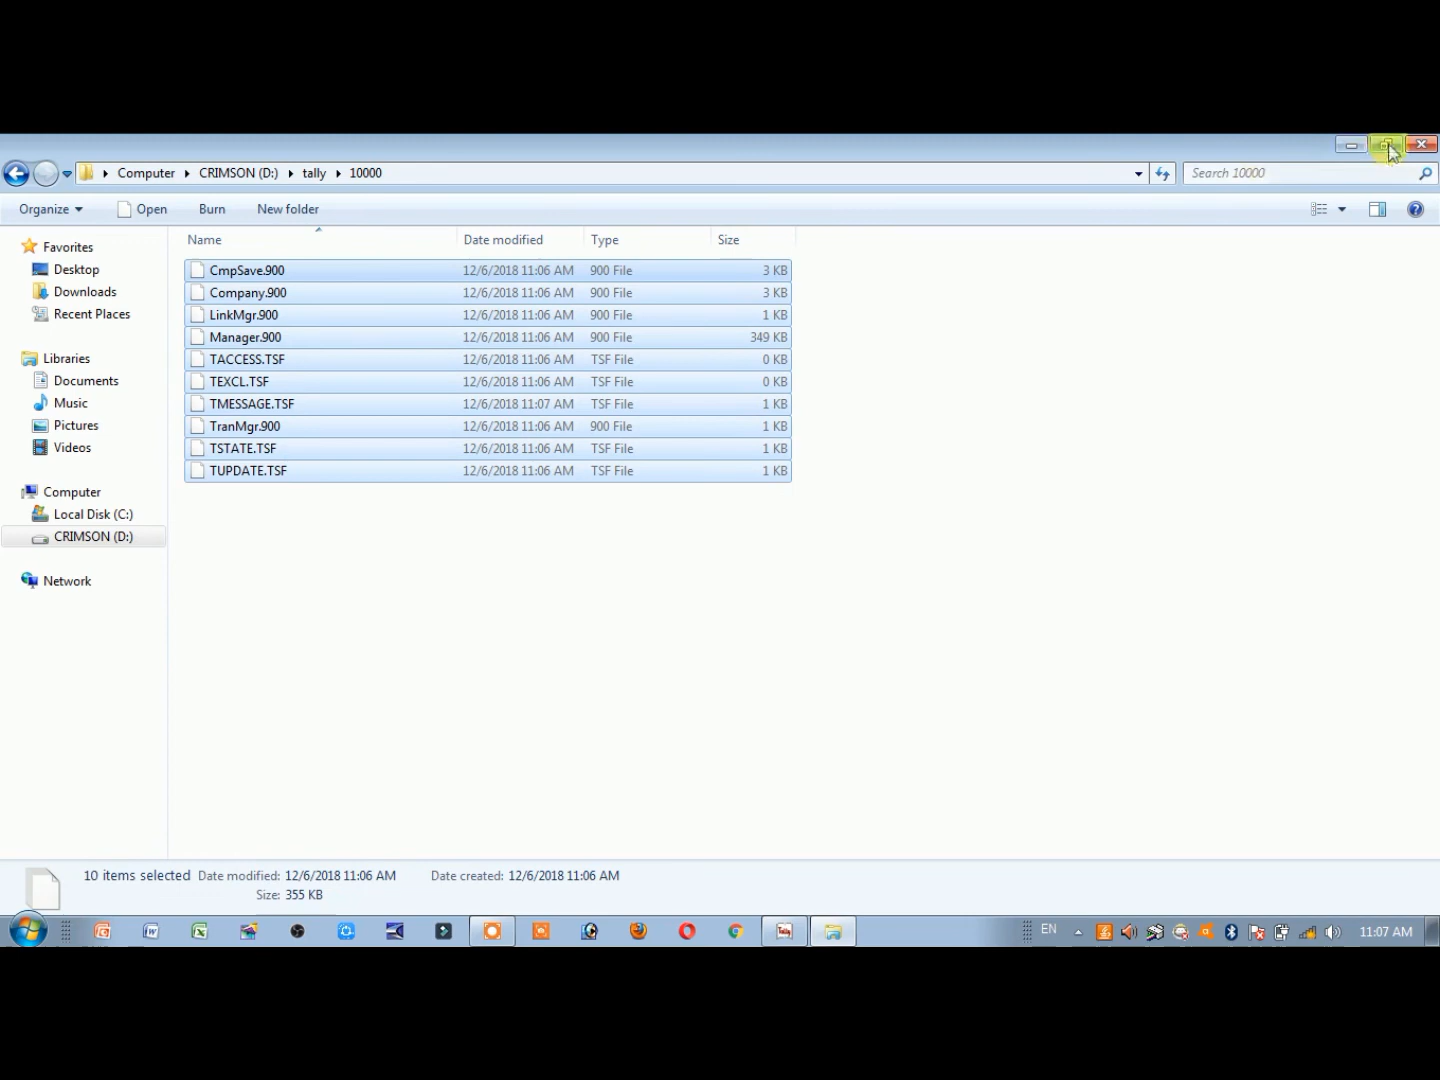 Computer CRIMSON (D:) tally 10000 Search 10000
Organize Open Burn New folder
Favorites
Desktop
Downloads
Recent Places
Libraries
Documents
Music
Pictures
Videos
Computer
Local Disk (C:)
CRIMSON (D:)
Network
Name Date modified Type Size
CmpSave.900 12/6/2018 11:06 AM 900 File 3 KB
Company.900 12/6/2018 11:06 AM 900 File 3 KB
LinkMgr.900 12/6/2018 11:06 AM 900 File 1 KB
Manager.900 12/6/2018 11:06 AM 900 File 349 KB
TACCESS.TSF 12/6/2018 11:06 AM TSF File 0 KB
TEXCL.TSF 12/6/2018 11:06 AM TSF File 0 KB
TMESSAGE.TSF 12/6/2018 11:07 AM TSF File 1 KB
TranMgr.900 12/6/2018 11:06 AM 900 File 1 KB
TSTATE.TSF 12/6/2018 11:06 AM TSF File 1 KB
TUPDATE.TSF 12/6/2018 11:06 AM TSF File 1 KB
10 items selected Date modified: 12/6/2018 11:06 AM Date created: 12/6/2018 11:06 AM
Size: 355 KB
EN 11:07 AM